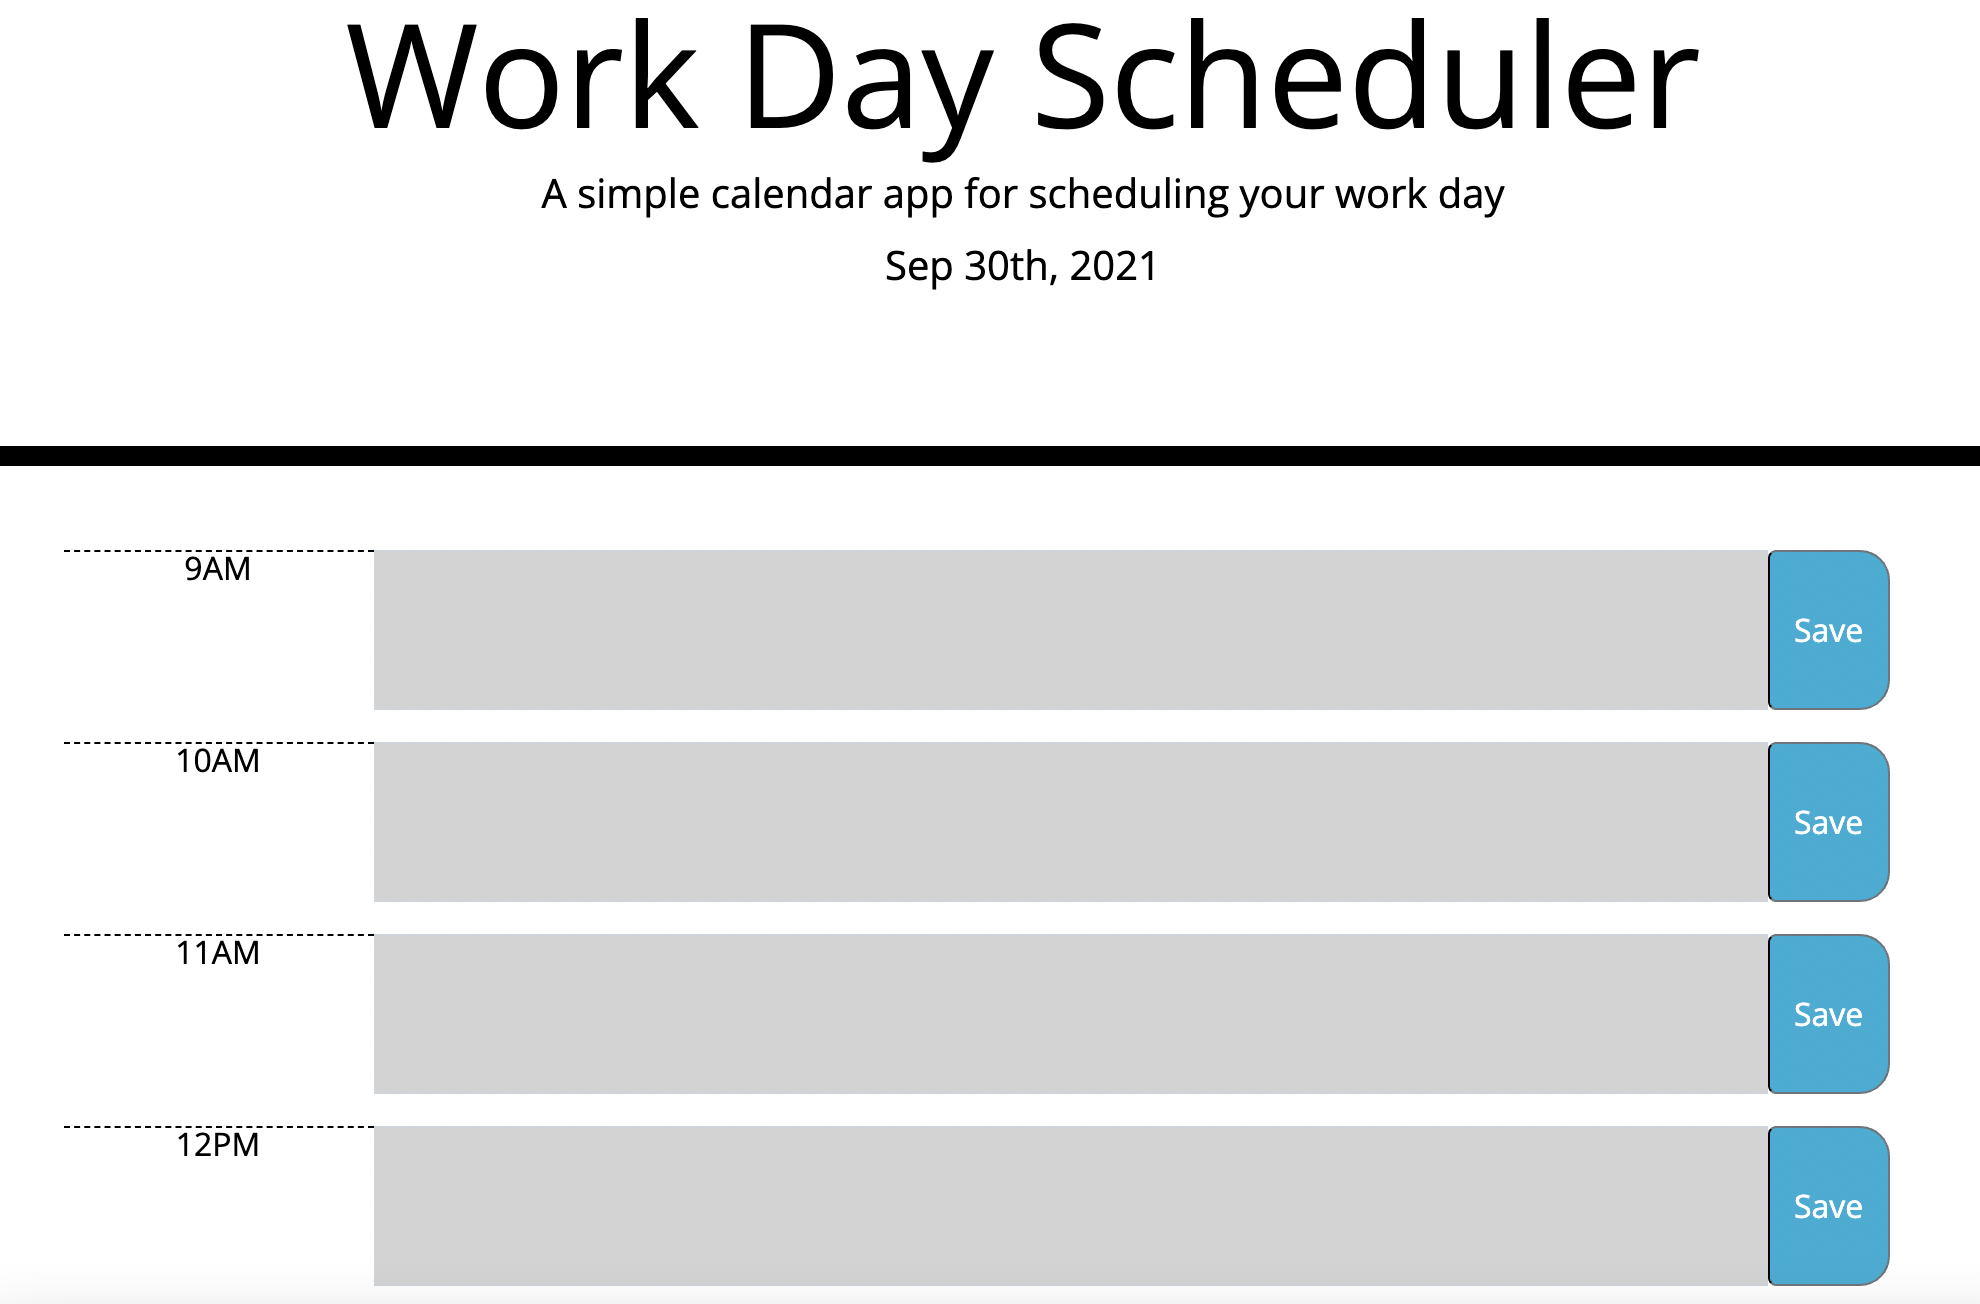 Work Day Scheduler
A simple calendar app for scheduling your work day
Sep 30th, 2021
9AM
Save
10AM
Save
11AM
Save
12PM
Save